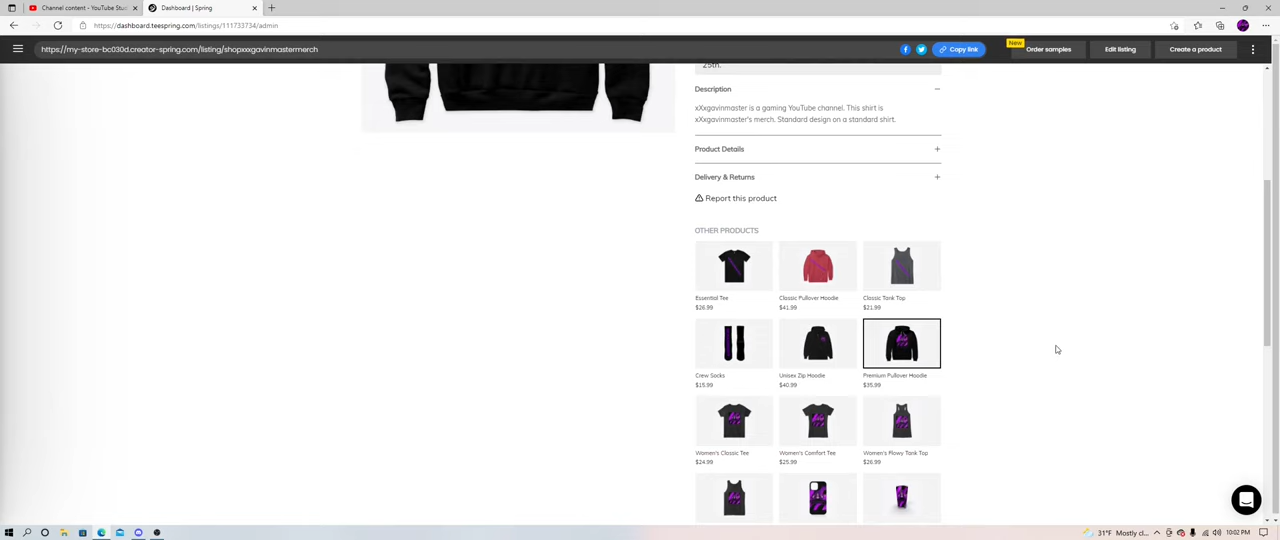 Channel content - YouTube Stu
Dashboard | Spring
https://dashboard.teespring.com/listings/111733734/admin
https://my-store-bc030d.creator-spring.com/listing/shopxxgavinmastermerch
Copy link
New
Order samples
Edit listing
Create a product
25th.
Description
xXxgavinmaster is a gaming YouTube channel. This shirt is
xXxgavinmaster's merch. Standard design on a standard shirt.
Product Details
Delivery & Returns
Report this product
OTHER PRODUCTS
Essential Tee
$26.99
Classic Pullover Hoodie
$41.99
Classic Tank Top
$21.99
Crew Socks
$15.99
Unisex Zip Hoodie
$40.99
Premium Pullover Hoodie
$35.99
Women's Classic Tee
$24.99
Women's Comfort Tee
$25.99
Women's Flowy Tank Top
$26.99
31°F Mostly cl...
10:02 PM